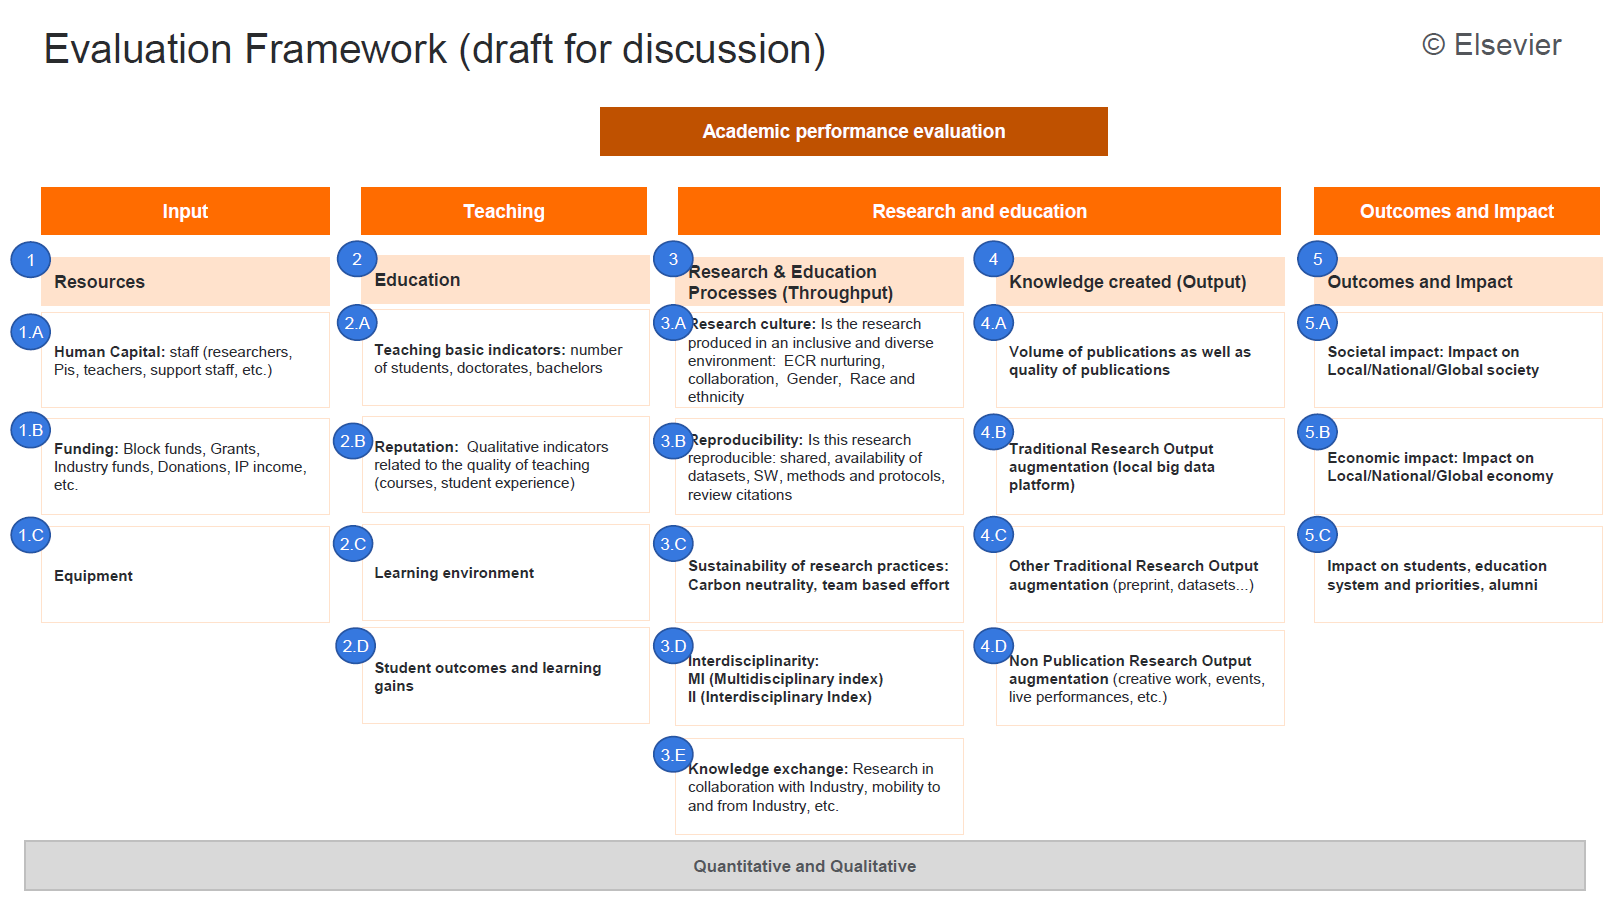 Evaluation Framework (draft for discussion)
© Elsevier
Academic performance evaluation
Input
Teaching
Research and education
Outcomes and Impact
1
Resources
1.A
Human Capital: staff (researchers,
Pis, teachers, support staff, etc.)
1.B
Funding: Block funds, Grants,
Industry funds, Donations, IP income,
etc.
1.C
Equipment
2
Education
2.A
Teaching basic indicators: number
of students, doctorates, bachelors
2.B
Reputation: Qualitative indicators
related to the quality of teaching
(courses, student experience)
2.C
Learning environment
2.D
Student outcomes and learning
gains
3
Research & Education
Processes (Throughput)
3.A
Research culture: Is the research
produced in an inclusive and diverse
environment: ECR nurturing,
collaboration, Gender, Race and
ethnicity
3.B
Reproducibility: Is this research
reproducible: shared, availability of
datasets, SW, methods and protocols,
review citations
3.C
Sustainability of research practices:
Carbon neutrality, team based effort
3.D
Interdisciplinarity:
MI (Multidisciplinary index)
II (Interdisciplinary Index)
3.E
Knowledge exchange: Research in
collaboration with Industry, mobility to
and from Industry, etc.
4
Knowledge created (Output)
4.A
Volume of publications as well as
quality of publications
4.B
Traditional Research Output
augmentation (local big data
platform)
4.C
Other Traditional Research Output
augmentation (preprint, datasets...)
4.D
Non Publication Research Output
augmentation (creative work, events,
live performances, etc.)
5
Outcomes and Impact
5.A
Societal impact: Impact on
Local/National/Global society
5.B
Economic impact: Impact on
Local/National/Global economy
5.C
Impact on students, education
system and priorities, alumni
Quantitative and Qualitative